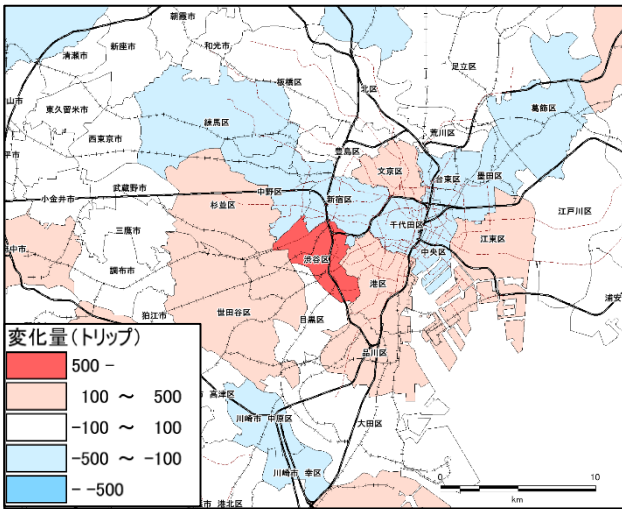 朝霞市
新座市
和光市
清瀬市
足立区
板橋区
北区
東久留米市
葛飾区
練馬区
荒川区
西東京市
豊島区
文京区
台東区
墨田区
武蔵野市
中野区
小金井市
杉並区
新宿区
江戸川区
千代田区
三鷹市
江東区
中央区
渋谷区
調布市
港区
浦安
世田谷区
狛江市
目黒区
品川区
変化量(トリップ)
500 -
100 ~ 500
-100 ~ 100
-500 ~ -100
- -500
高津区
川崎市 中原区
大田区
川崎市 幸区
港北区
0 10
km